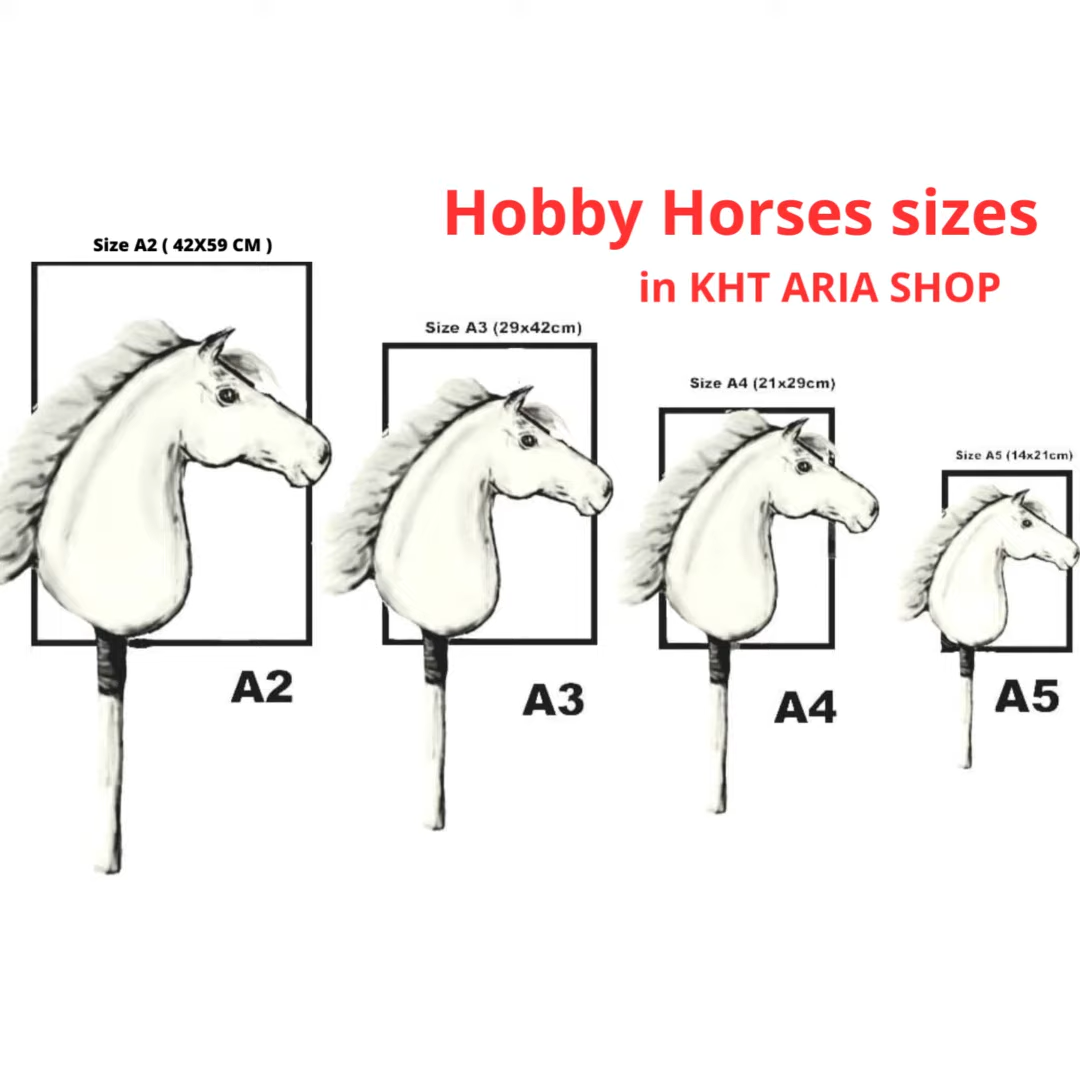 Hobby Horses sizes
in KHT ARIA SHOP
Size A2 ( 42X59 CM )
Size A3 (29x42cm)
Size A4 (21x29cm)
Size A5 (14x21cm)
A2
A3
A4
A5